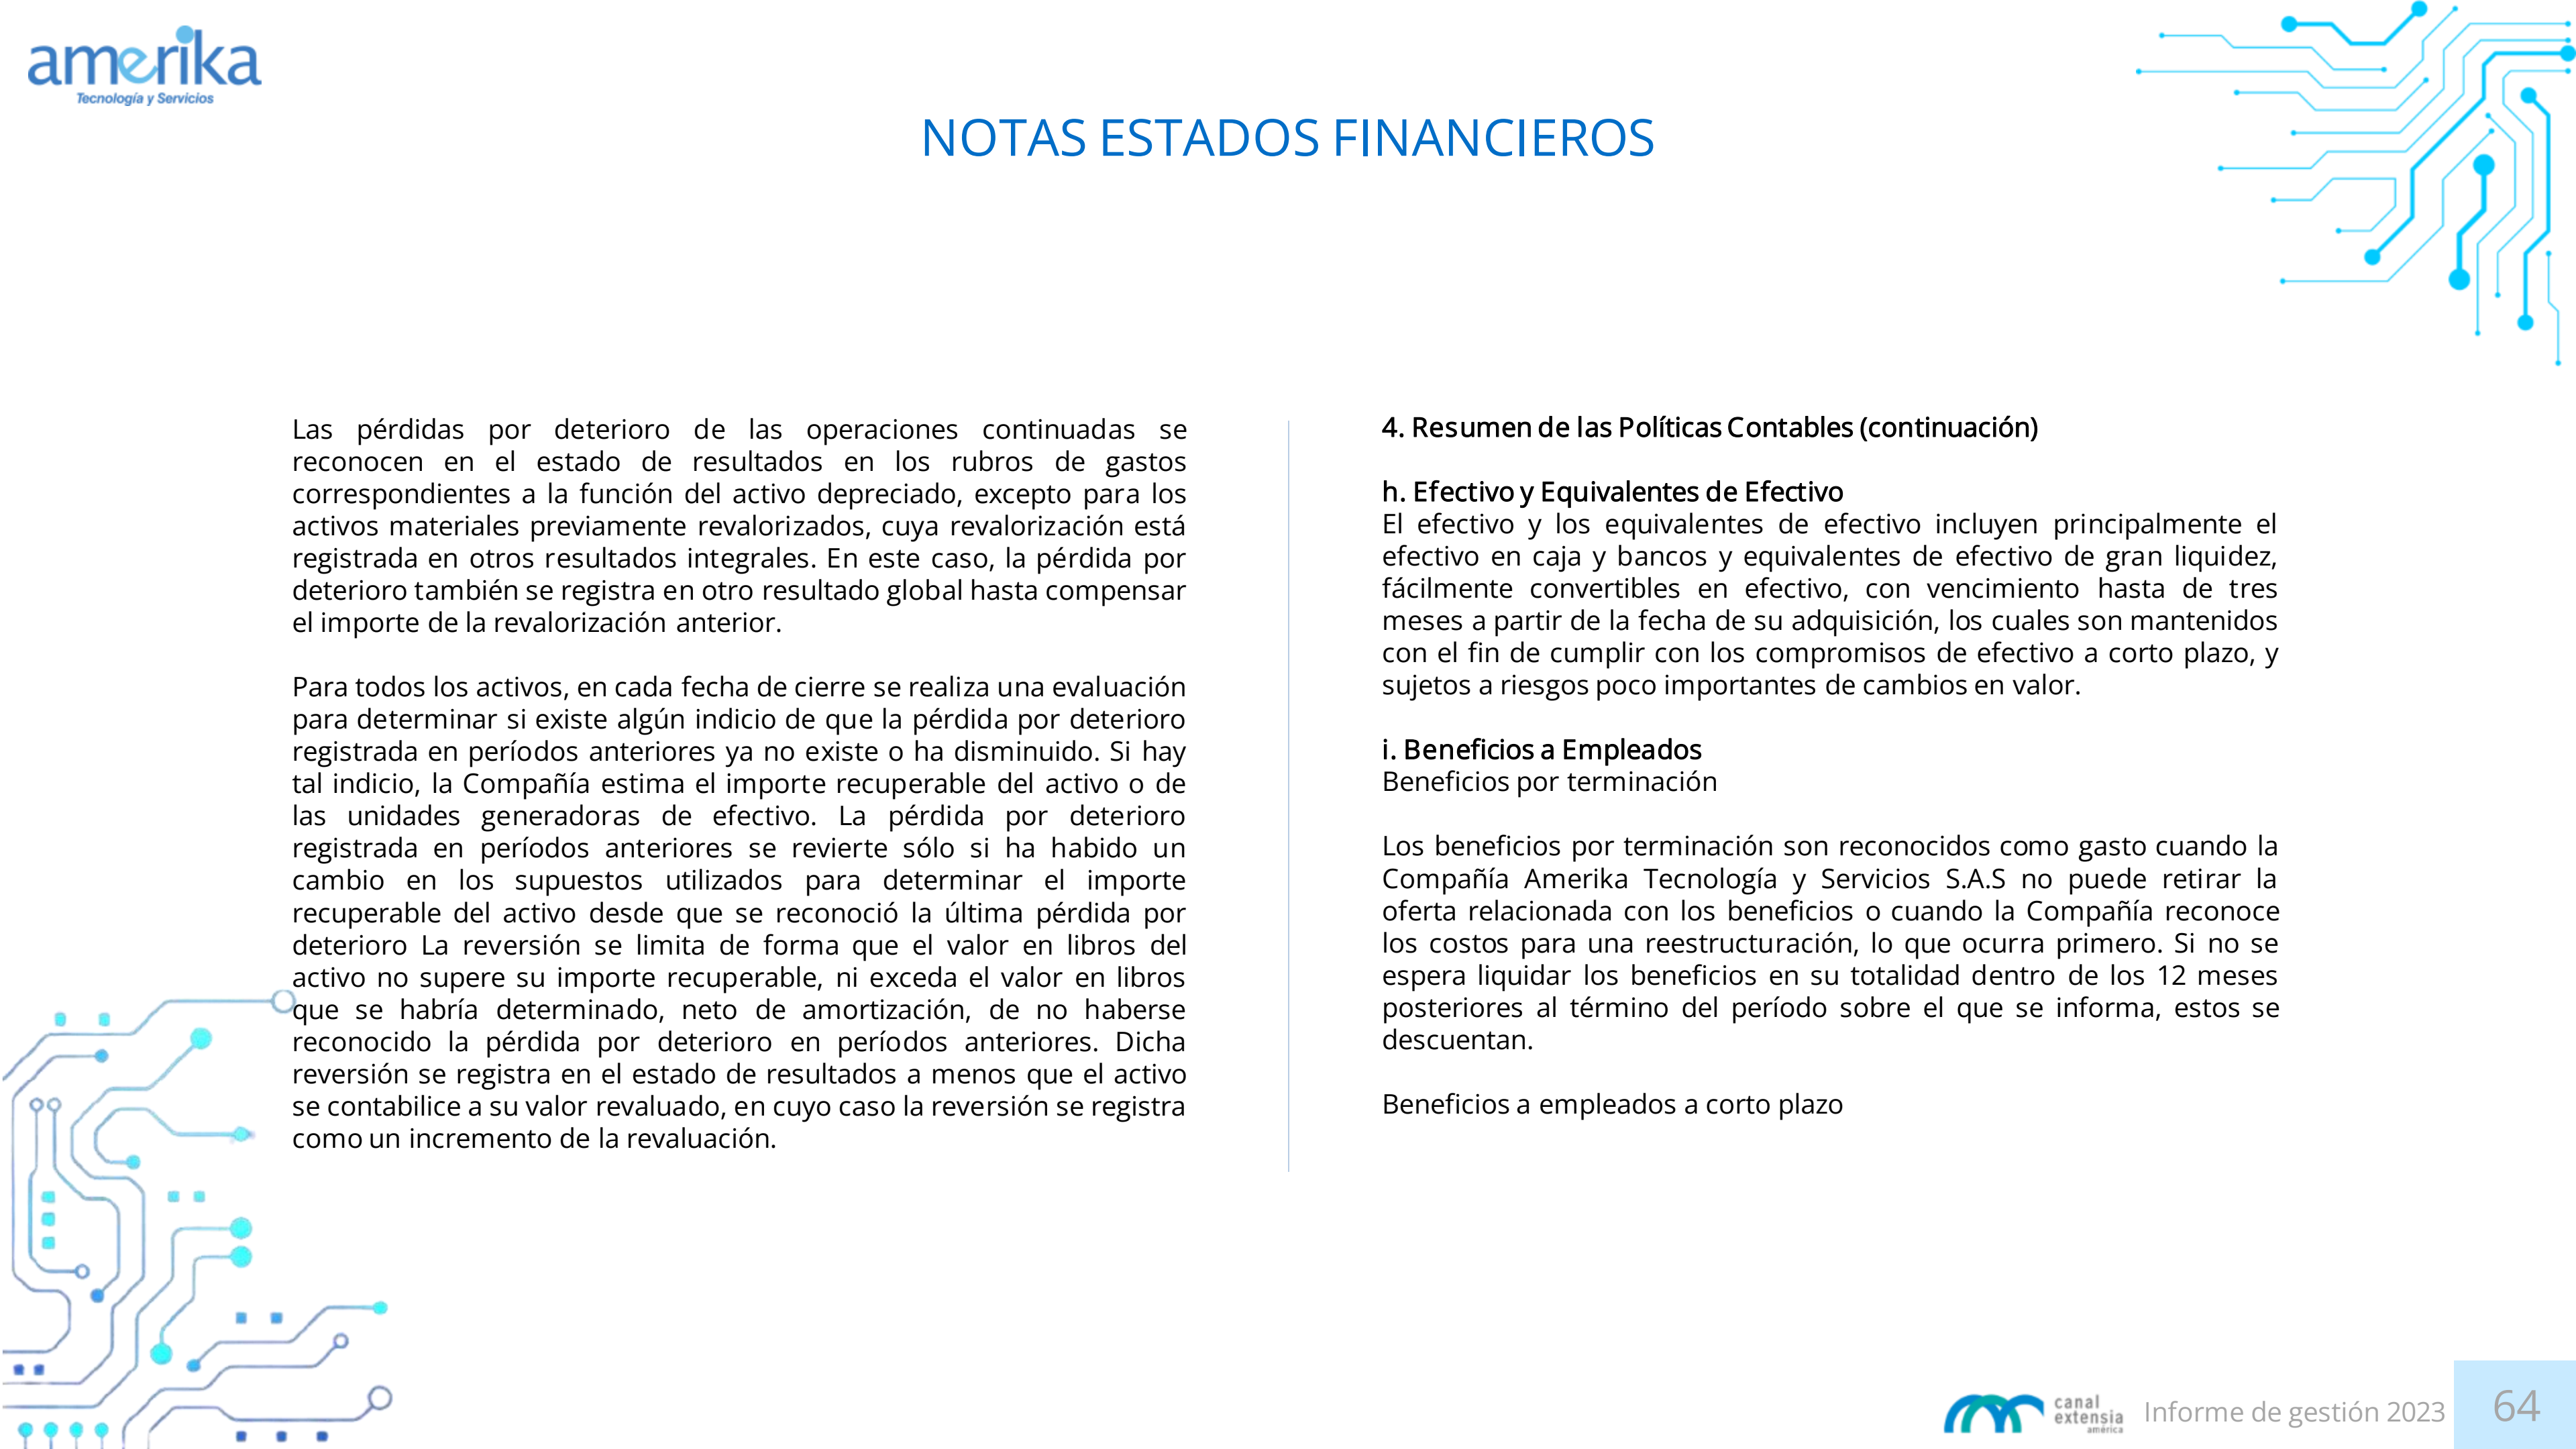 amerika
Tecnología y Servicios
NOTAS ESTADOS FINANCIEROS
Las pérdidas por deterioro de las operaciones continuadas se
reconocen en el estado de resultados en los rubros de gastos
correspondientes a la función del activo depreciado, excepto para los
activos materiales previamente revalorizados, cuya revalorización está
registrada en otros resultados integrales. En este caso, la pérdida por
deterioro también se registra en otro resultado global hasta compensar
el importe de la revalorización anterior.
Para todos los activos, en cada fecha de cierre se realiza una evaluación
para determinar si existe algún indicio de que la pérdida por deterioro
registrada en períodos anteriores ya no existe o ha disminuido. Si hay
tal indicio, la Compañía estima el importe recuperable del activo o de
las unidades generadoras de efectivo. La pérdida por deterioro
registrada en períodos anteriores se revierte sólo si ha habido un
cambio en los supuestos utilizados para determinar el importe
recuperable del activo desde que se reconoció la última pérdida por
deterioro La reversión se limita de forma que el valor en libros del
activo no supere su importe recuperable, ni exceda el valor en libros
que se habría determinado, neto de amortización, de no haberse
reconocido la pérdida por deterioro en períodos anteriores. Dicha
reversión se registra en el estado de resultados a menos que el activo
se contabilice a su valor revaluado, en cuyo caso la reversión se registra
como un incremento de la revaluación.
4. Resumen de las Políticas Contables (continuación)
h. Efectivo y Equivalentes de Efectivo
El efectivo y los equivalentes de efectivo incluyen principalmente el
efectivo en caja y bancos y equivalentes de efectivo de gran liquidez,
fácilmente convertibles en efectivo, con vencimiento hasta de tres
meses a partir de la fecha de su adquisición, los cuales son mantenidos
con el fin de cumplir con los compromisos de efectivo a corto plazo, y
sujetos a riesgos poco importantes de cambios en valor.
i. Beneficios a Empleados
Beneficios por terminación
Los beneficios por terminación son reconocidos como gasto cuando la
Compañía Amerika Tecnología y Servicios S.A.S no puede retirar la
oferta relacionada con los beneficios o cuando la Compañía reconoce
los costos para una reestructuración, lo que ocurra primero. Si no se
espera liquidar los beneficios en su totalidad dentro de los 12 meses
posteriores al término del período sobre el que se informa, estos se
descuentan.
Beneficios a empleados a corto plazo
canal
extensia
américa
Informe de gestión 2023
64